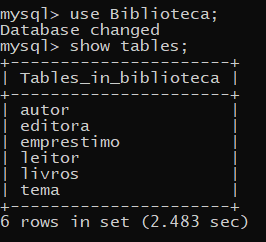 mysql> use Biblioteca;
Database changed
mysql> show tables;
+----------------------+
| Tables_in_biblioteca |
+----------------------+
| autor                |
| editora              |
| emprestimo           |
| leitor               |
| livros               |
| tema                 |
+----------------------+
6 rows in set (2.483 sec)